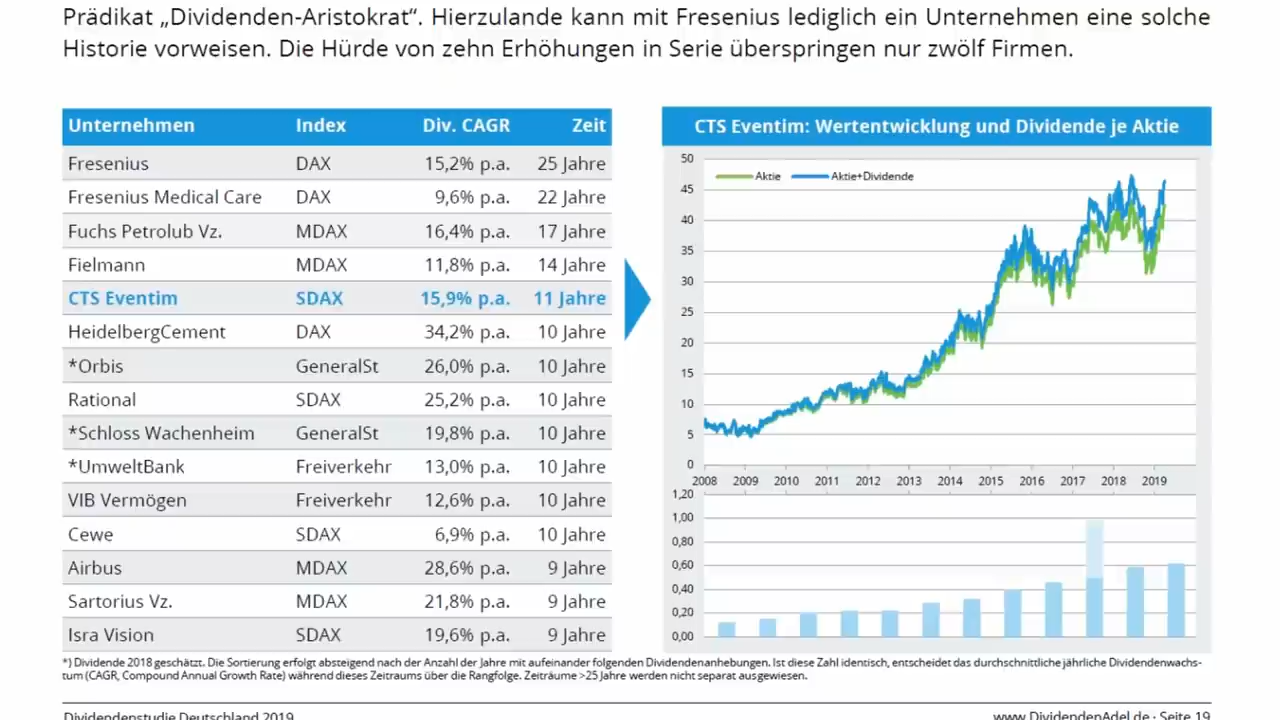 Prädikat „Dividenden-Aristokrat“. Hierzulande kann mit Fresenius lediglich ein Unternehmen eine solche
Historie vorweisen. Die Hürde von zehn Erhöhungen in Serie überspringen nur zwölf Firmen.
Unternehmen Index Div. CAGR Zeit
Fresenius DAX 15,2% p.a. 25 Jahre
Fresenius Medical Care DAX 9,6% p.a. 22 Jahre
Fuchs Petrolub Vz. MDAX 16,4% p.a. 17 Jahre
Fielmann MDAX 11,8% p.a. 14 Jahre
CTS Eventim SDAX 15,9% p.a. 11 Jahre
HeidelbergCement DAX 34,2% p.a. 10 Jahre
*Orbis GeneralSt 26,0% p.a. 10 Jahre
Rational SDAX 25,2% p.a. 10 Jahre
*Schloss Wachenheim GeneralSt 19,8% p.a. 10 Jahre
*UmweltBank Freiverkehr 13,0% p.a. 10 Jahre
VIB Vermögen Freiverkehr 12,6% p.a. 10 Jahre
Cewe SDAX 6,9% p.a. 10 Jahre
Airbus MDAX 28,6% p.a. 9 Jahre
Sartorius Vz. MDAX 21,8% p.a. 9 Jahre
Isra Vision SDAX 19,6% p.a. 9 Jahre
CTS Eventim: Wertentwicklung und Dividende je Aktie
Aktie Aktie+Dividende
50
45
40
35
30
25
20
15
10
5
0
2008 2009 2010 2011 2012 2013 2014 2015 2016 2017 2018 2019
1,20
1,00
0,80
0,60
0,40
0,20
0,00
*) Dividende 2018 geschätzt. Die Sortierung erfolgt absteigend nach der Anzahl der Jahre mit aufeinander folgenden Dividendenanhebungen. Ist diese Zahl identisch, entscheidet das durchschnittliche jährliche Dividendenwachs-
tum (CAGR, Compound Annual Growth Rate) während dieses Zeitraums über die Rangfolge. Zeiträume >25 Jahre werden nicht separat ausgewiesen.
Dividendenstudie Deutschland 2019 www.DividendenAdel.de · Seite 19